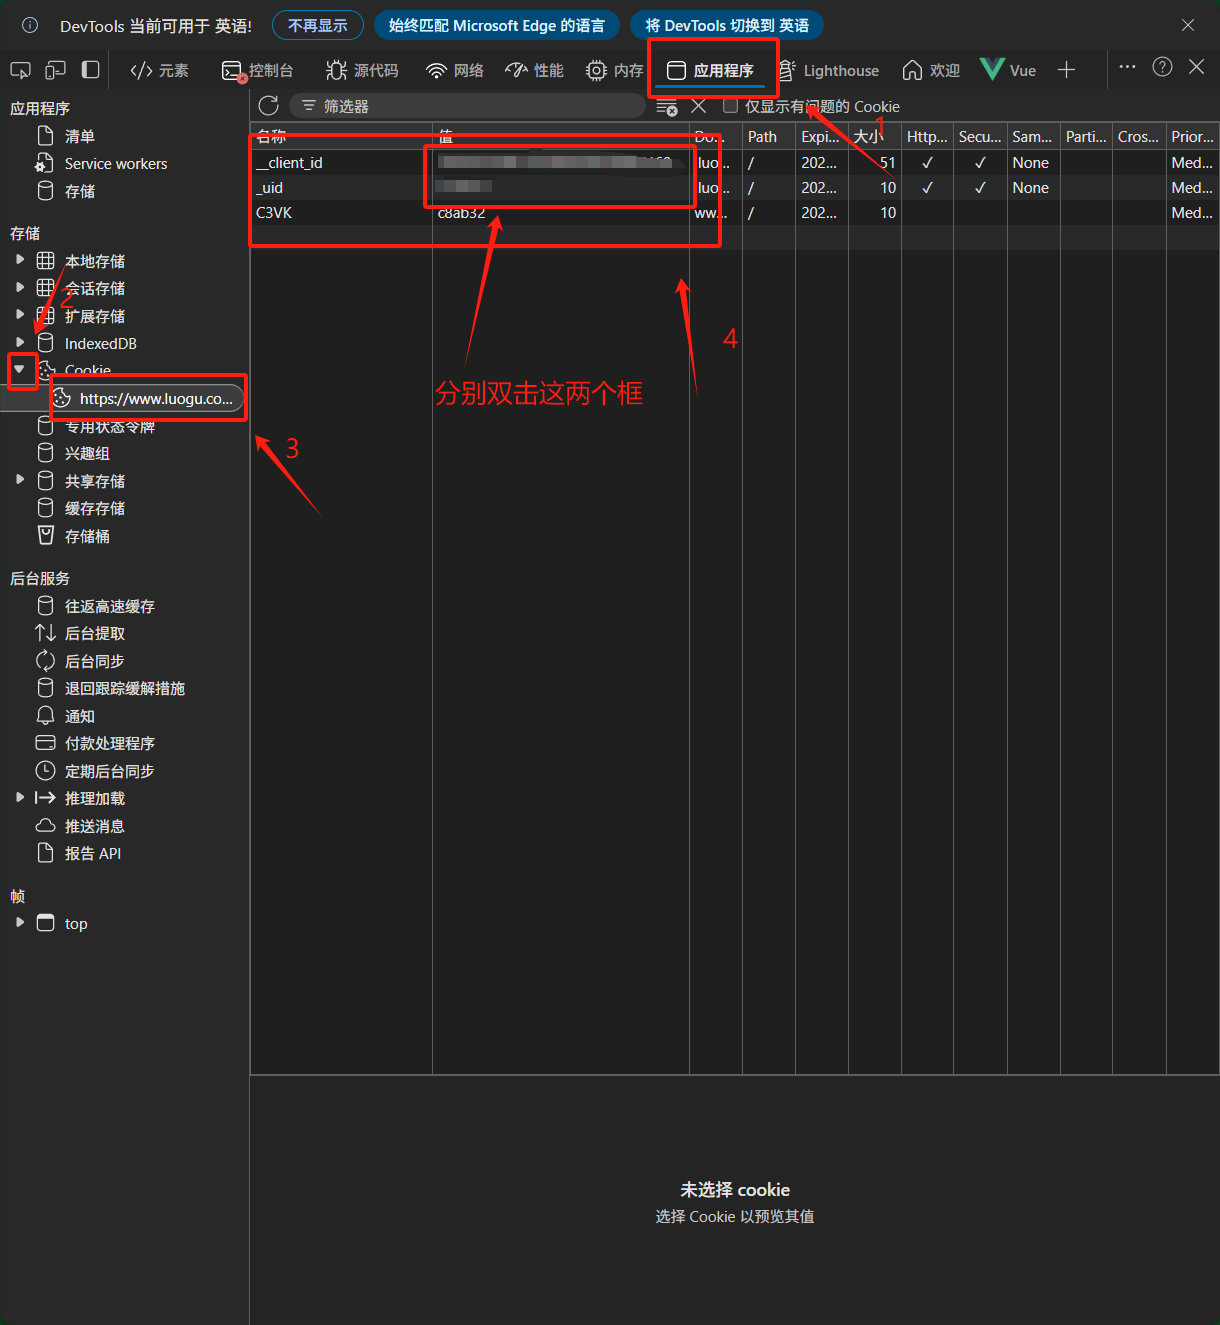 DevTools 当前可用于 英语!
不再显示
始终匹配 Microsoft Edge 的语言
将 DevTools 切换到 英语
元素
控制台
源代码
网络
性能
内存
应用程序
Lighthouse
欢迎
Vue
应用程序
清单
Service workers
存储
存储
本地存储
会话存储
扩展存储
IndexedDB
Cookie
https://www.luogu.co...
专用状态令牌
兴趣组
共享存储
缓存存储
存储桶
后台服务
往返高速缓存
后台提取
后台同步
退回跟踪缓解措施
通知
付款处理程序
定期后台同步
推理加载
推送消息
报告 API
帧
top
筛选器
仅显示有问题的 Cookie
名称 值 Do... Path Expi... 大小 Http... Secu... Sam... Parti... Cros... Prior...
__client_id luo... / 202... 51 ✓ ✓ None Med...
_uid luo... / 202... 10 ✓ ✓ None Med...
C3VK c8ab32 ww... / 202... 10 Med...
1
2
3
4
分别双击这两个框
未选择 cookie
选择 Cookie 以预览其值